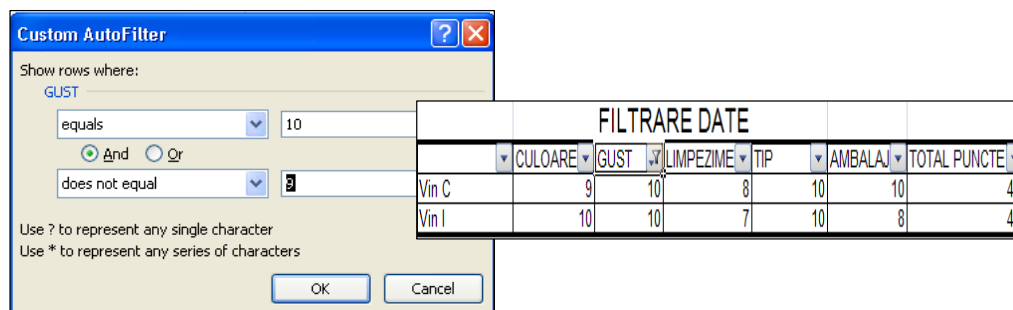 Custom AutoFilter
Show rows where:
GUST
equals 10
And Or
does not equal 9
Use ? to represent any single character
Use * to represent any series of characters
OK Cancel
FILTRARE DATE
CULOARE GUST LIMPEZIME TIP AMBALAJ TOTAL PUNCTE
Vin C 9 10 8 10 10 4
Vin I 10 10 7 10 8 4